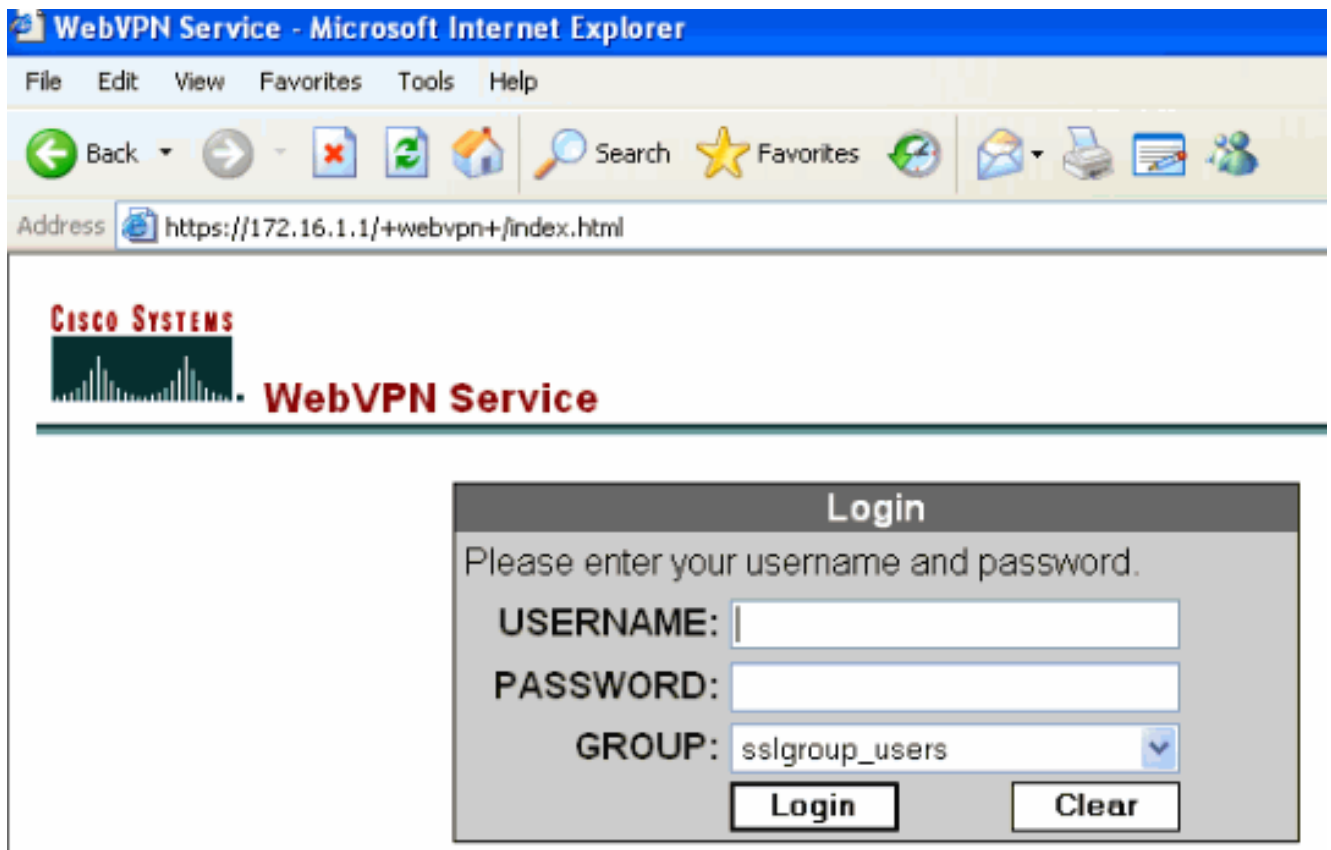 WebVPN Service - Microsoft Internet Explorer
File Edit View Favorites Tools Help
Back Search Favorites
Address https://172.16.1.1/+webvpn+/index.html
CISCO SYSTEMS
WebVPN Service
Login
Please enter your username and password.
USERNAME:
PASSWORD:
GROUP: sslgroup_users
Login Clear